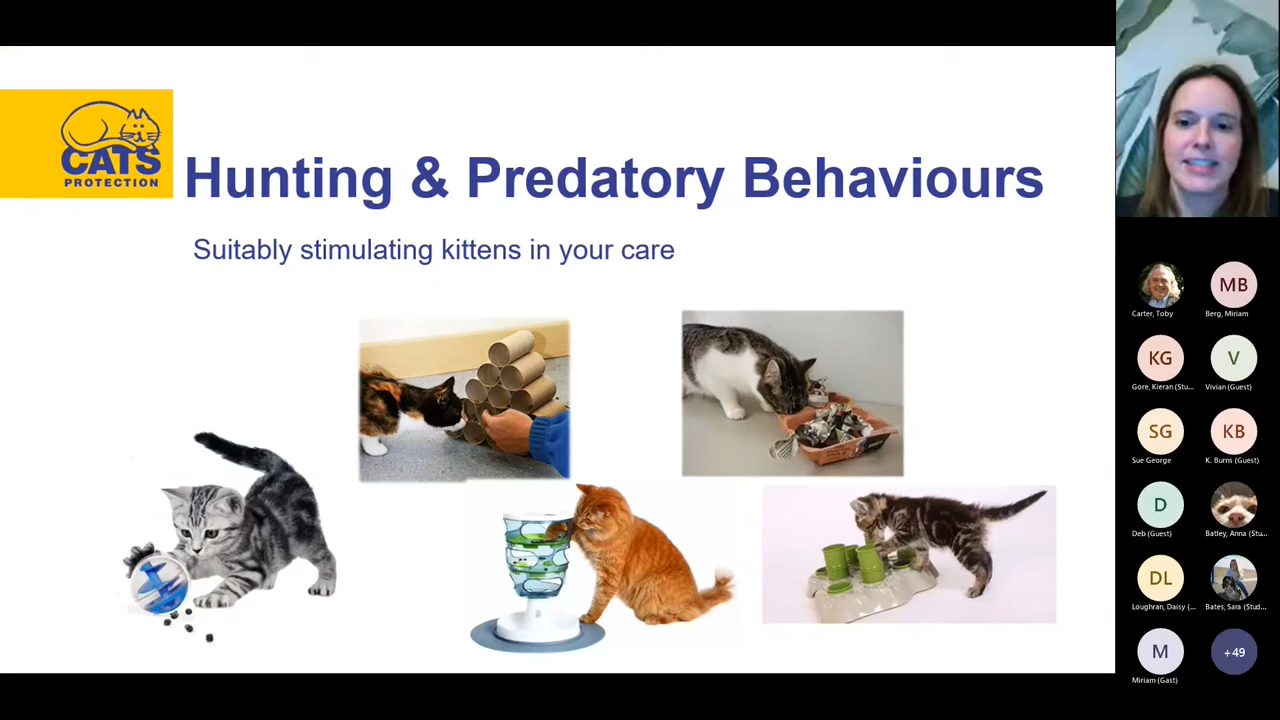 CATS
PROTECTION
Hunting & Predatory Behaviours
Suitably stimulating kittens in your care
Carter, Toby
MB
Berg, Miriam
KG
Gore, Kieran (Stu...
V
Vivian (Guest)
SG
Sue George
KB
K. Burns (Guest)
D
Deb (Guest)
Batley, Anna (Stu...
DL
Loughran, Daisy (...
Bates, Sara (Stud...
M
Miriam (Gast)
+49